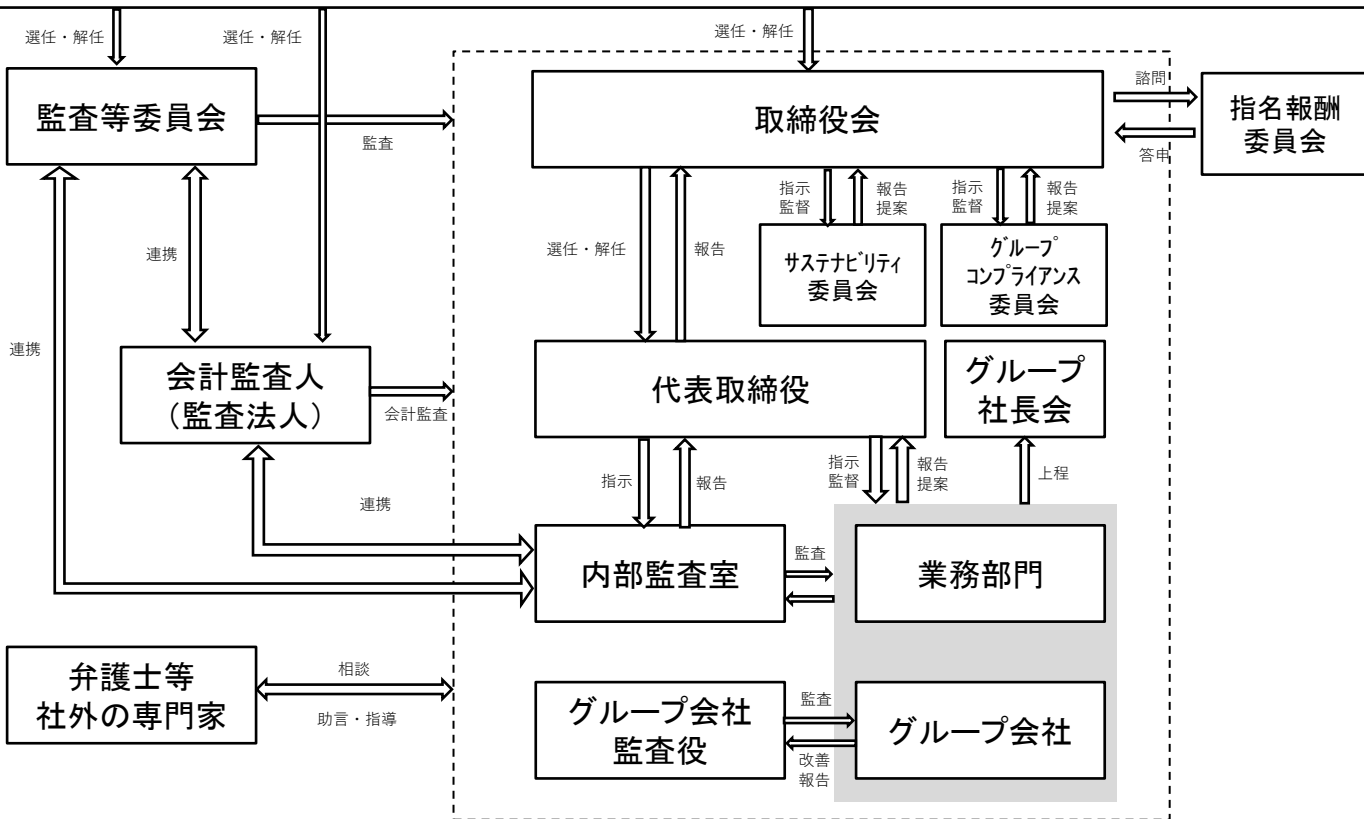 選任・解任
選任・解任
選任・解任
監査等委員会
監査
取締役会
諮問
答申
指名報酬
委員会
指示
監督
報告
提案
指示
監督
報告
提案
連携
選任・解任
報告
サステナビリティ
委員会
グループ
コンプライアンス
委員会
連携
会計監査人
(監査法人)
会計監査
代表取締役
グループ
社長会
指示
報告
指示
監督
報告
提案
上程
連携
内部監査室
監査
業務部門
弁護士等
社外の専門家
相談
助言・指導
グループ会社
監査役
監査
改善
報告
グループ会社